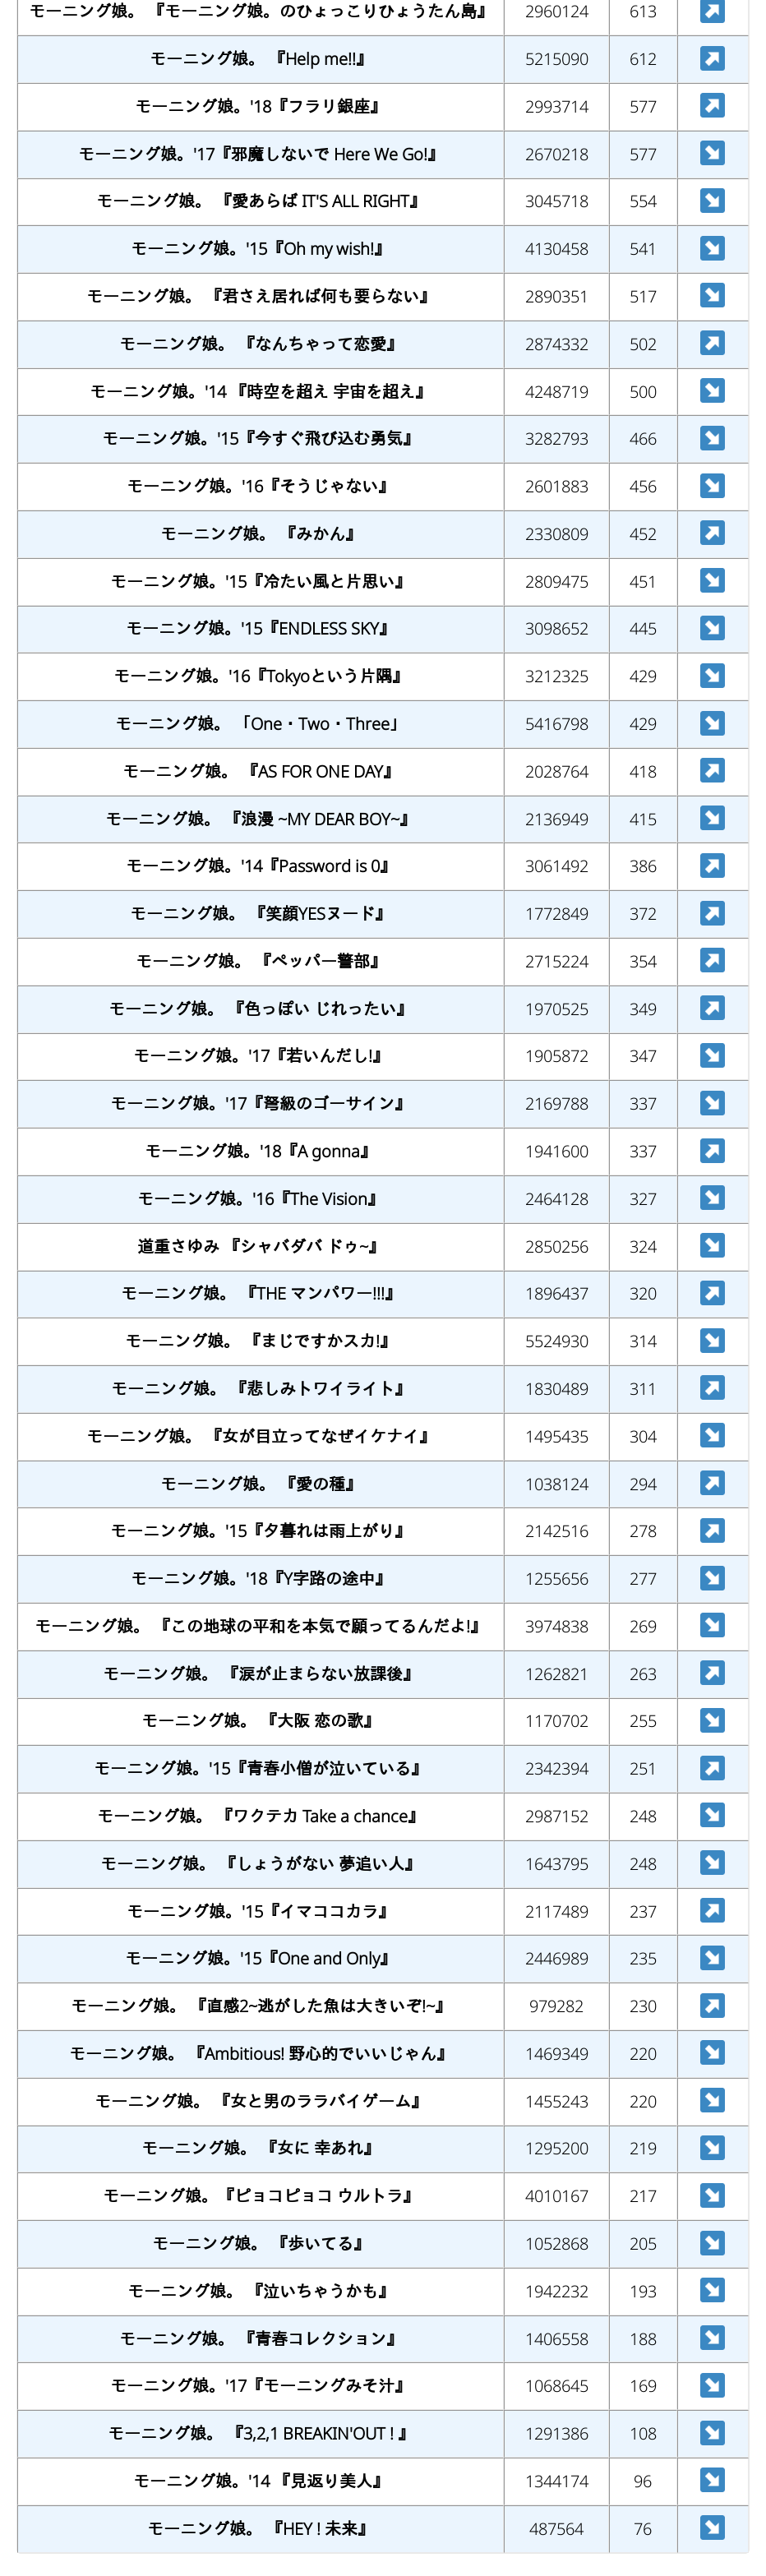 モーニング娘。 『モーニング娘。のひょっこりひょうたん島』 2960124 613 ↗
モーニング娘。 『Help me!!』 5215090 612 ↗
モーニング娘。'18『フラリ銀座』 2993714 577 ↗
モーニング娘。'17『邪魔しないで Here We Go!』 2670218 577 ↘
モーニング娘。 『愛あらば IT'S ALL RIGHT』 3045718 554 ↘
モーニング娘。'15『Oh my wish!』 4130458 541 ↘
モーニング娘。 『君さえ居れば何も要らない』 2890351 517 ↘
モーニング娘。 『なんちゃって恋愛』 2874332 502 ↗
モーニング娘。'14 『時空を超え 宇宙を超え』 4248719 500 ↘
モーニング娘。'15『今すぐ飛び込む勇気』 3282793 466 ↘
モーニング娘。'16『そうじゃない』 2601883 456 ↘
モーニング娘。 『みかん』 2330809 452 ↗
モーニング娘。'15『冷たい風と片思い』 2809475 451 ↘
モーニング娘。'15『ENDLESS SKY』 3098652 445 ↘
モーニング娘。'16『Tokyoという片隅』 3212325 429 ↘
モーニング娘。 「One・Two・Three」 5416798 429 ↘
モーニング娘。 『AS FOR ONE DAY』 2028764 418 ↗
モーニング娘。 『浪漫 ~MY DEAR BOY~』 2136949 415 ↘
モーニング娘。'14『Password is 0』 3061492 386 ↗
モーニング娘。 『笑顔YESヌード』 1772849 372 ↗
モーニング娘。 『ペッパー警部』 2715224 354 ↗
モーニング娘。 『色っぽい じれったい』 1970525 349 ↗
モーニング娘。'17『若いんだし!』 1905872 347 ↘
モーニング娘。'17『弩級のゴーサイン』 2169788 337 ↘
モーニング娘。'18『A gonna』 1941600 337 ↗
モーニング娘。'16『The Vision』 2464128 327 ↘
道重さゆみ 『シャバダバ ドゥ~』 2850256 324 ↘
モーニング娘。 『THE マンパワー!!!』 1896437 320 ↗
モーニング娘。 『まじですかスカ!』 5524930 314 ↘
モーニング娘。 『悲しみトワイライト』 1830489 311 ↗
モーニング娘。 『女が目立ってなぜイケナイ』 1495435 304 ↘
モーニング娘。 『愛の種』 1038124 294 ↗
モーニング娘。'15『夕暮れは雨上がり』 2142516 278 ↗
モーニング娘。'18『Y字路の途中』 1255656 277 ↘
モーニング娘。 『この地球の平和を本気で願ってるんだよ!』 3974838 269 ↘
モーニング娘。 『涙が止まらない放課後』 1262821 263 ↗
モーニング娘。 『大阪 恋の歌』 1170702 255 ↘
モーニング娘。'15『青春小僧が泣いている』 2342394 251 ↗
モーニング娘。 『ワクテカ Take a chance』 2987152 248 ↘
モーニング娘。 『しょうがない 夢追い人』 1643795 248 ↘
モーニング娘。'15『イマココカラ』 2117489 237 ↗
モーニング娘。'15『One and Only』 2446989 235 ↘
モーニング娘。 『直感2~逃がした魚は大きいぞ!~』 979282 230 ↗
モーニング娘。 『Ambitious! 野心的でいいじゃん』 1469349 220 ↘
モーニング娘。 『女と男のララバイゲーム』 1455243 220 ↘
モーニング娘。 『女に 幸あれ』 1295200 219 ↘
モーニング娘。『ピョコピョコ ウルトラ』 4010167 217 ↘
モーニング娘。 『歩いてる』 1052868 205 ↘
モーニング娘。 『泣いちゃうかも』 1942232 193 ↘
モーニング娘。 『青春コレクション』 1406558 188 ↘
モーニング娘。'17『モーニングみそ汁』 1068645 169 ↘
モーニング娘。 『3,2,1 BREAKIN'OUT ! 』 1291386 108 ↘
モーニング娘。'14 『見返り美人』 1344174 96 ↘
モーニング娘。 『HEY ! 未来』 487564 76 ↘